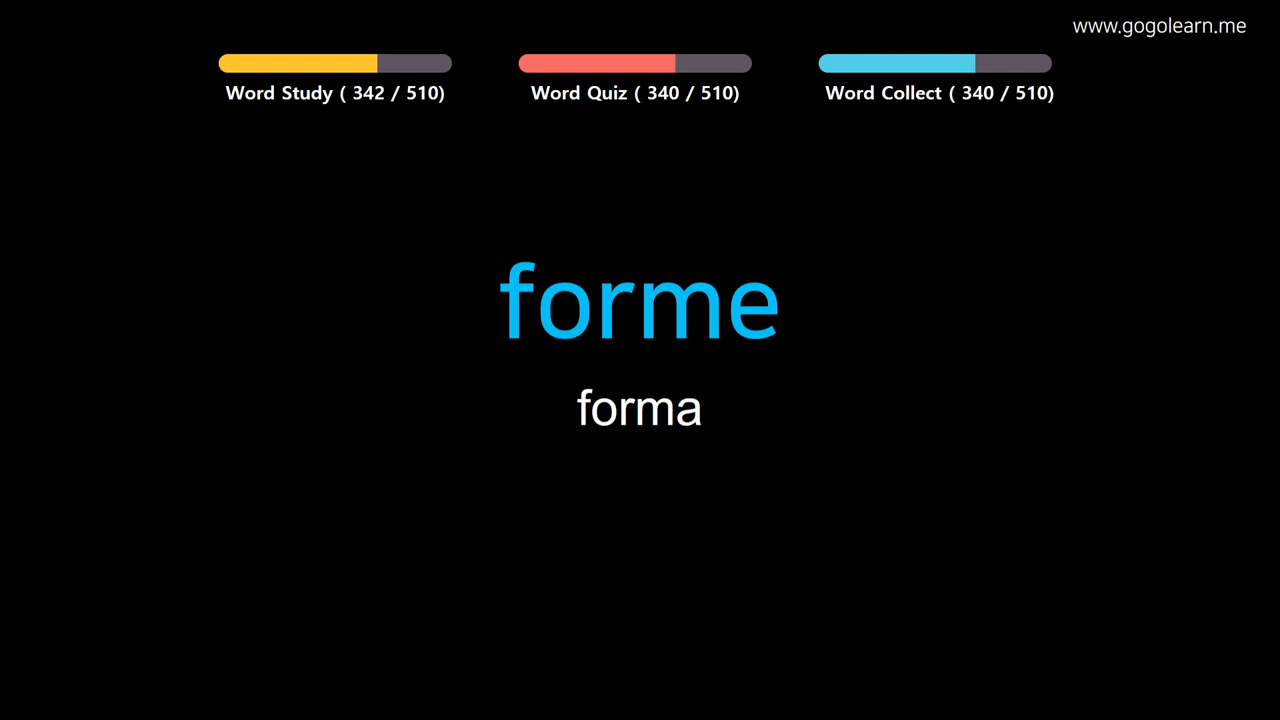 www.gogolearn.me
Word Study ( 342 / 510)
Word Quiz ( 340 / 510)
Word Collect ( 340 / 510)
forme
forma